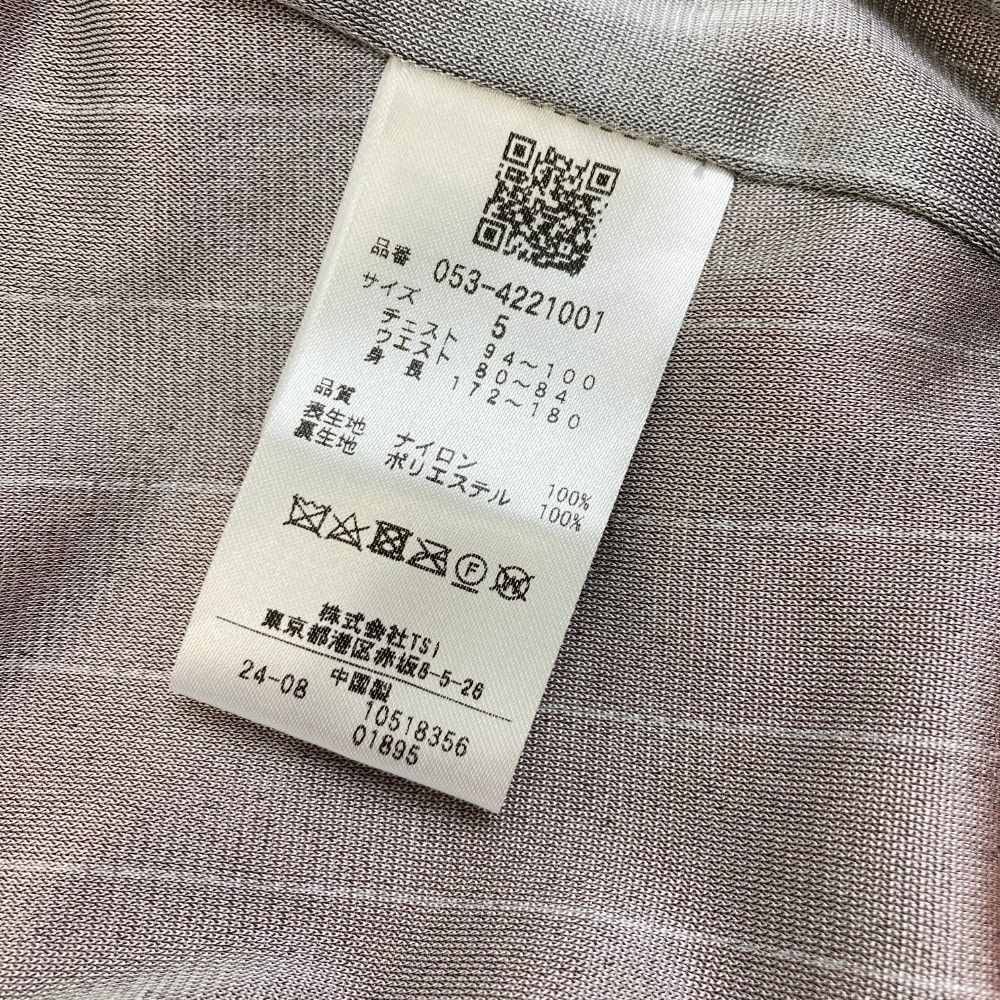 品番 053-4221001
サイズ 5
チェスト 94～100
ウエスト 80～84
身長 172～180
品質
表生地 ナイロン 100%
裏生地 ポリエステル 100%
F
W
株式会社TSI
東京都港区赤坂8-5-26
中国製
24-08 10518356
01895